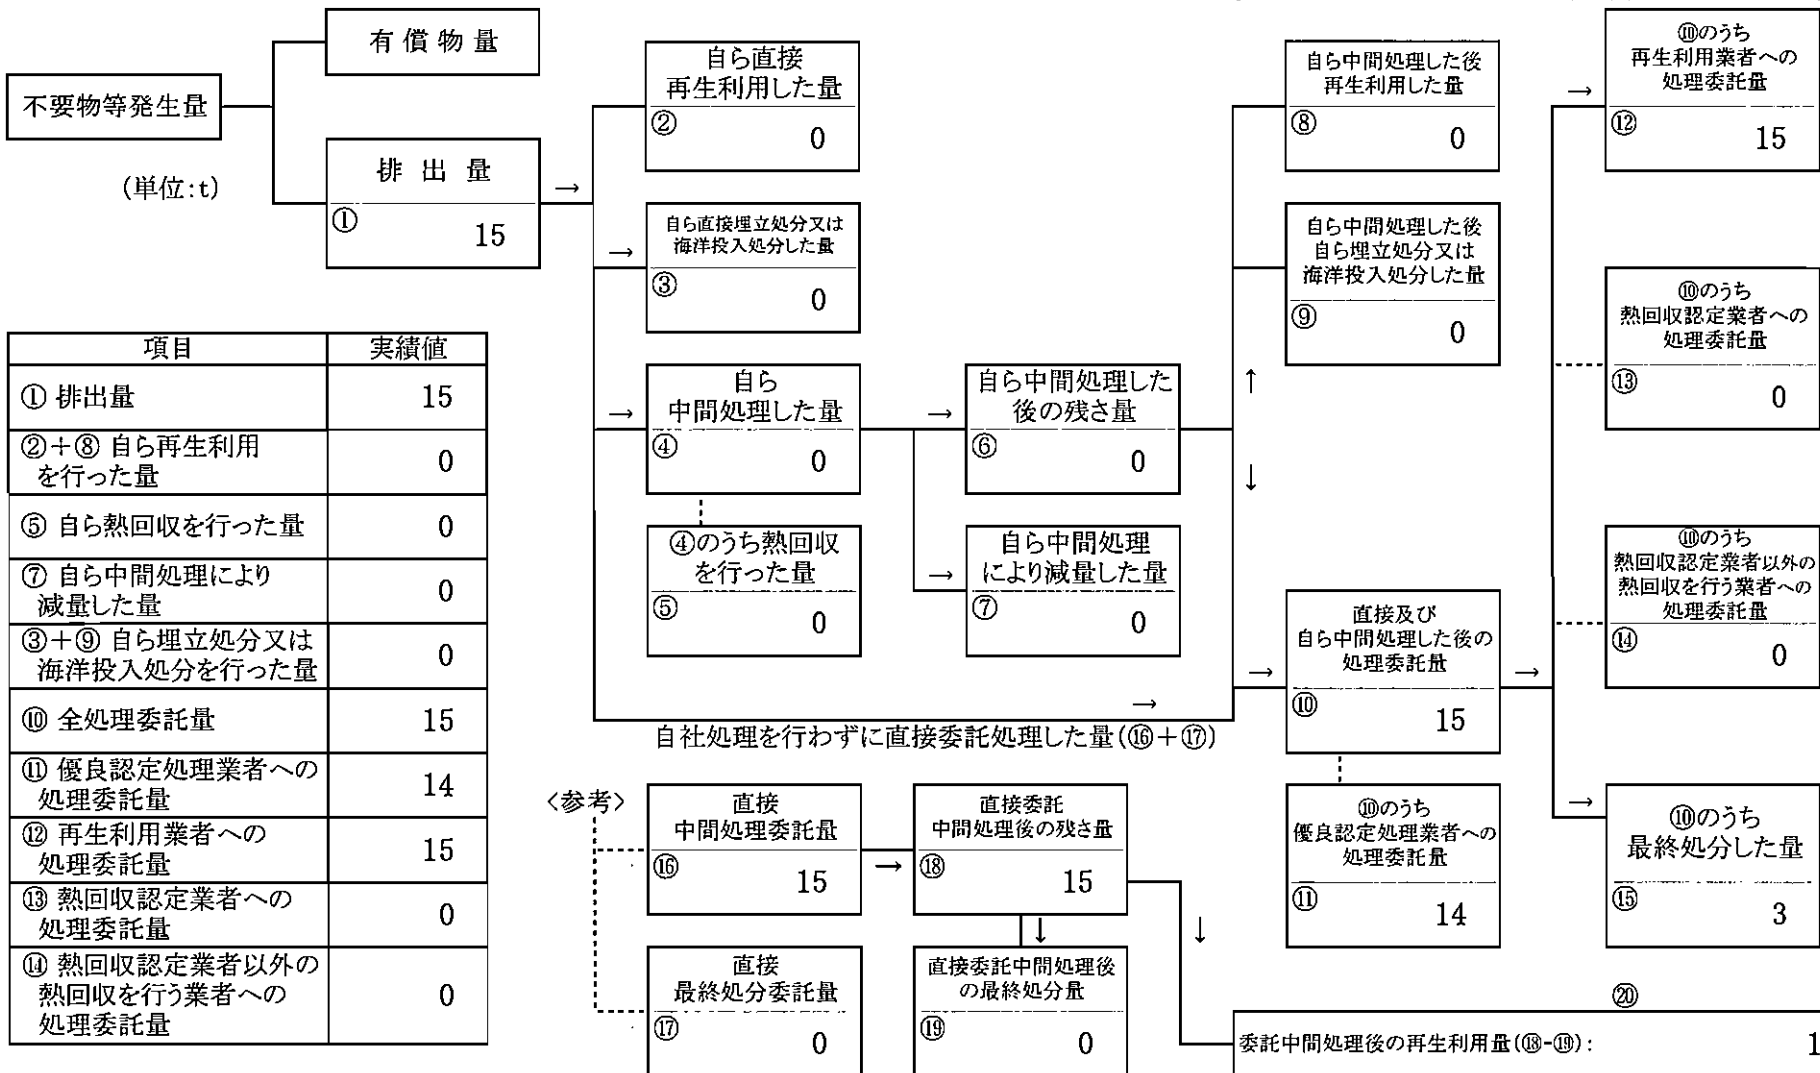 不要物等発生量
(単位:t)
有償物量
排出量
①
15
→
自ら直接
再生利用した量
②
0
→
自ら直接埋立処分又は
海洋投入処分した量
③
0
→
自ら
中間処理した量
④
0
④のうち熱回収
を行った量
⑤
0
→
自ら中間処理した
後の残さ量
⑥
0
→
自ら中間処理
により減量した量
⑦
0
自ら中間処理した後
再生利用した量
⑧
0
自ら中間処理した後
自ら埋立処分又は
海洋投入処分した量
⑨
0
↑
↓
→
自社処理を行わずに直接委託処理した量(⑯+⑰)
→
直接及び
自ら中間処理した後の
処理委託量
⑩
15
→
⑩のうち
優良認定処理業者への
処理委託量
⑪
14
→
⑩のうち
再生利用業者への
処理委託量
⑫
15
⑩のうち
熱回収認定業者への
処理委託量
⑬
0
⑩のうち
熱回収認定業者以外の
熱回収を行う業者への
処理委託量
⑭
0
→
⑩のうち
最終処分した量
⑮
3
項目 実績値
① 排出量 15
②+⑧ 自ら再生利用
を行った量 0
⑤ 自ら熱回収を行った量 0
⑦ 自ら中間処理により
減量した量 0
③+⑨ 自ら埋立処分又は
海洋投入処分を行った量 0
⑩ 全処理委託量 15
⑪ 優良認定処理業者への
処理委託量 14
⑫ 再生利用業者への
処理委託量 15
⑬ 熱回収認定業者への
処理委託量 0
⑭ 熱回収認定業者以外の
熱回収を行う業者への
処理委託量 0
〈参考〉
直接
中間処理委託量
⑯
15
→
直接委託
中間処理後の残さ量
⑱
15
↓
↓
直接
最終処分委託量
⑰
0
直接委託中間処理後
の最終処分量
⑲
0
⑳
委託中間処理後の再生利用量(⑱-⑲):